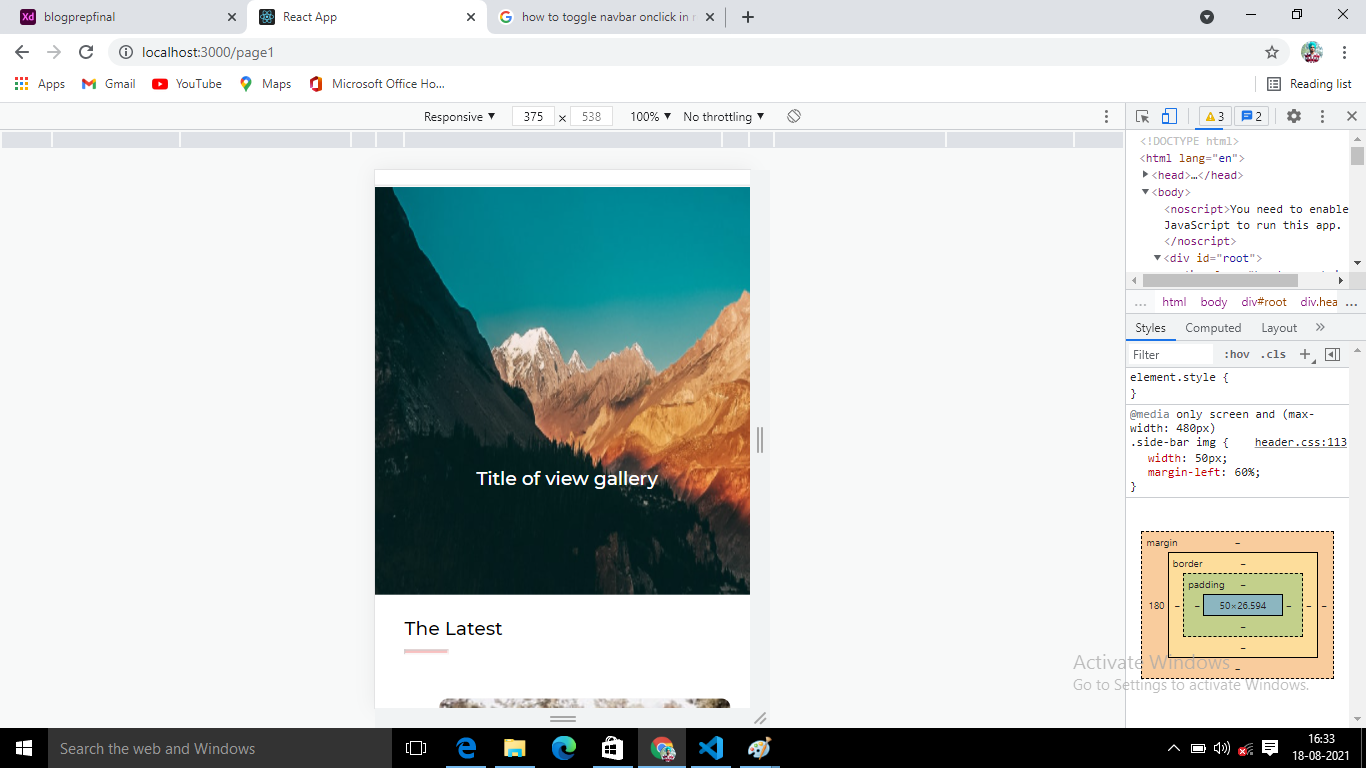 Xd blogprepfinal
React App
how to toggle navbar onclick in r
localhost:3000/page1
Apps Gmail YouTube Maps Microsoft Office Ho... Reading list
Responsive ▼ 375 x 538 100% ▼ No throttling ▼
3 2
<!DOCTYPE html>
<html lang="en">
<head>…</head>
<body>
<noscript>You need to enable
JavaScript to run this app.
</noscript>
<div id="root">
... html body div#root div.hea ...
Styles Computed Layout »
Filter :hov .cls +
element.style {
}
@media only screen and (max-
width: 480px)
.side-bar img { header.css:113
width: 50px;
margin-left: 60%;
}
margin –
border –
padding –
180 – – 50×26.594 – – –
–
–
–
Title of view gallery
The Latest
Activate Windows
Go to Settings to activate Windows.
Search the web and Windows
16:33
18-08-2021